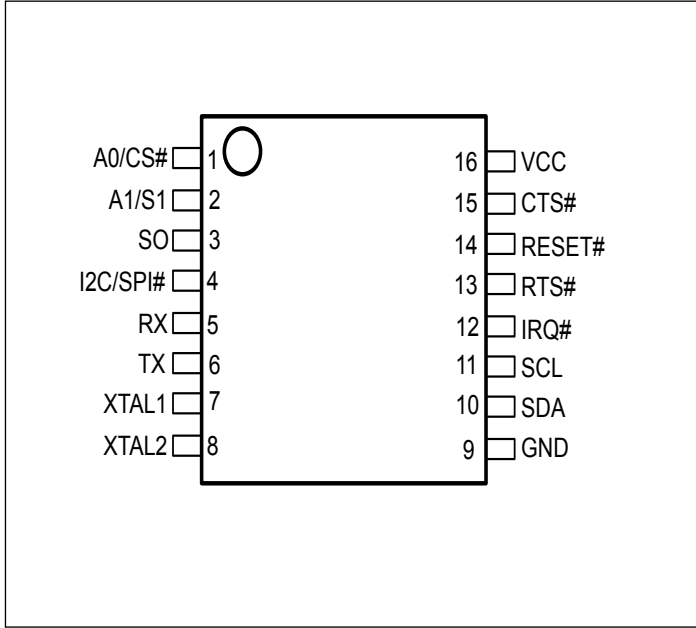 A0/CS# 1
A1/S1 2
SO 3
I2C/SPI# 4
RX 5
TX 6
XTAL1 7
XTAL2 8
16 VCC
15 CTS#
14 RESET#
13 RTS#
12 IRQ#
11 SCL
10 SDA
9 GND